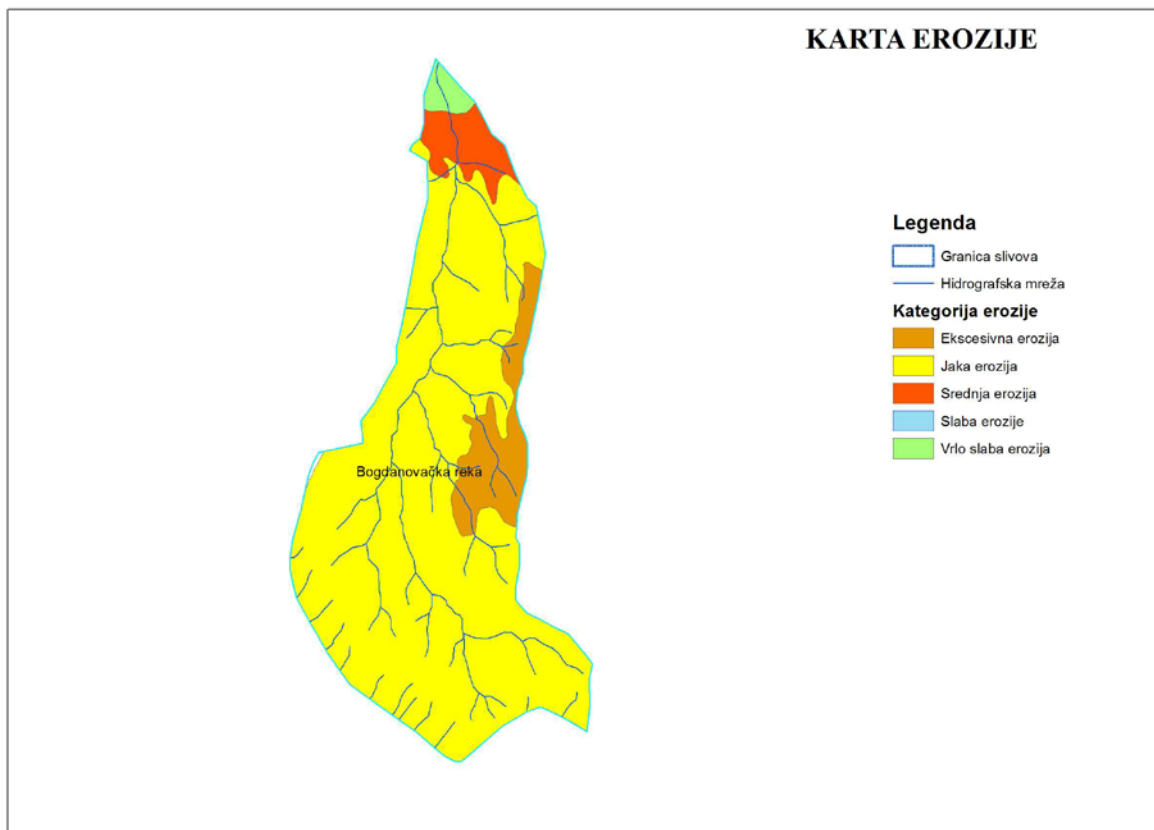 KARTA EROZIJE
Legenda
Granica slivova
Hidrografska mreža
Kategorija erozije
Ekscesivna erozija
Jaka erozija
Srednja erozija
Slaba erozije
Vrlo slaba erozija
Bogdanovačka reka